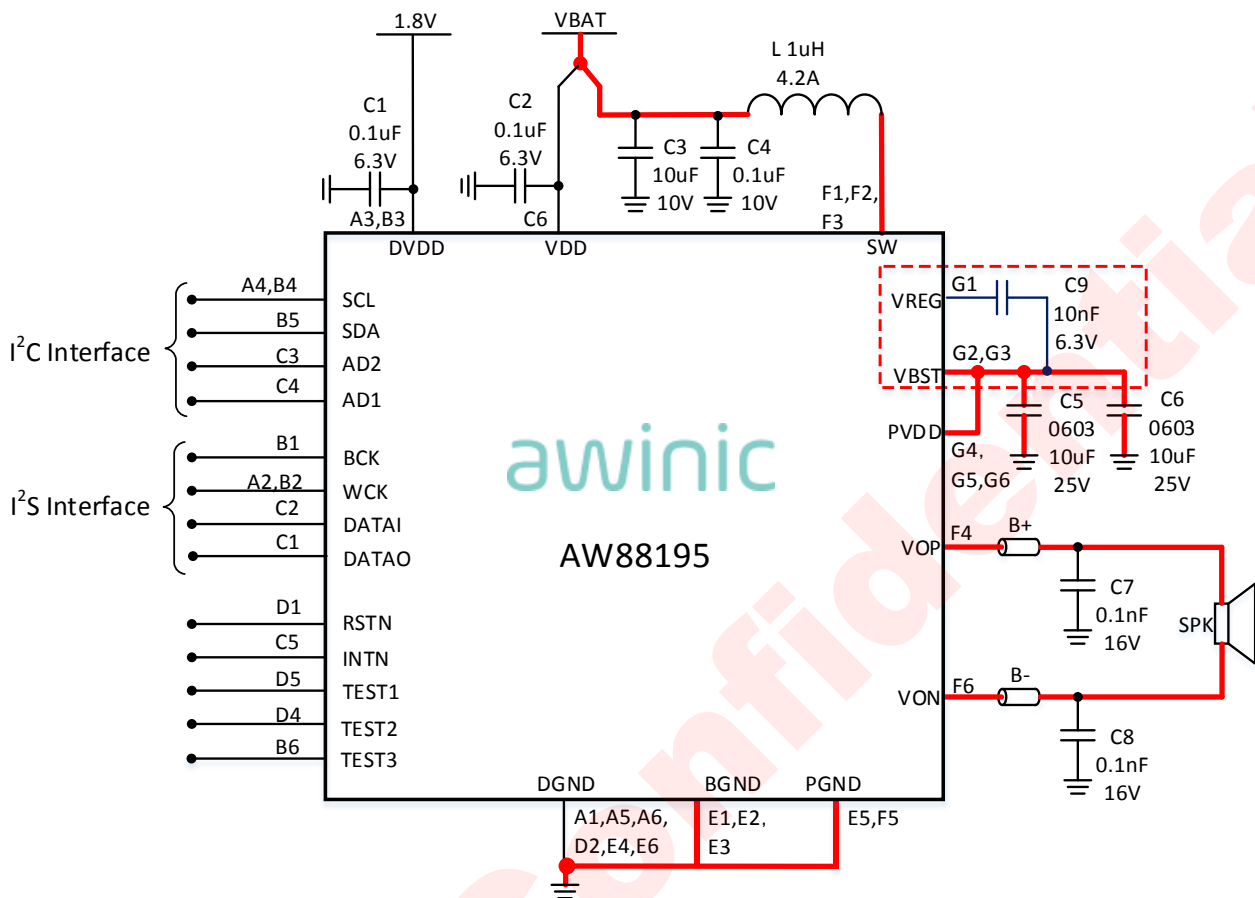 1.8V
VBAT
L 1uH
4.2A
C1
0.1uF
6.3V
C2
0.1uF
6.3V
C3
10uF
10V
C4
0.1uF
10V
A3,B3
C6
F1,F2,
F3
DVDD
VDD
SW
I²C Interface
A4,B4
SCL
B5
SDA
C3
AD2
C4
AD1
I²S Interface
B1
BCK
A2,B2
WCK
C2
DATAI
C1
DATAO
D1
RSTN
C5
INTN
D5
TEST1
D4
TEST2
B6
TEST3
awinic
AW88195
VREG
G1
C9
10nF
6.3V
VBST
G2,G3
PVDD
G4,
G5,G6
C5
0603
10uF
25V
C6
0603
10uF
25V
VOP
F4
B+
C7
0.1nF
16V
SPK
VON
F6
B-
C8
0.1nF
16V
DGND
BGND
PGND
A1,A5,A6,
D2,E4,E6
E1,E2,
E3
E5,F5
Confidential